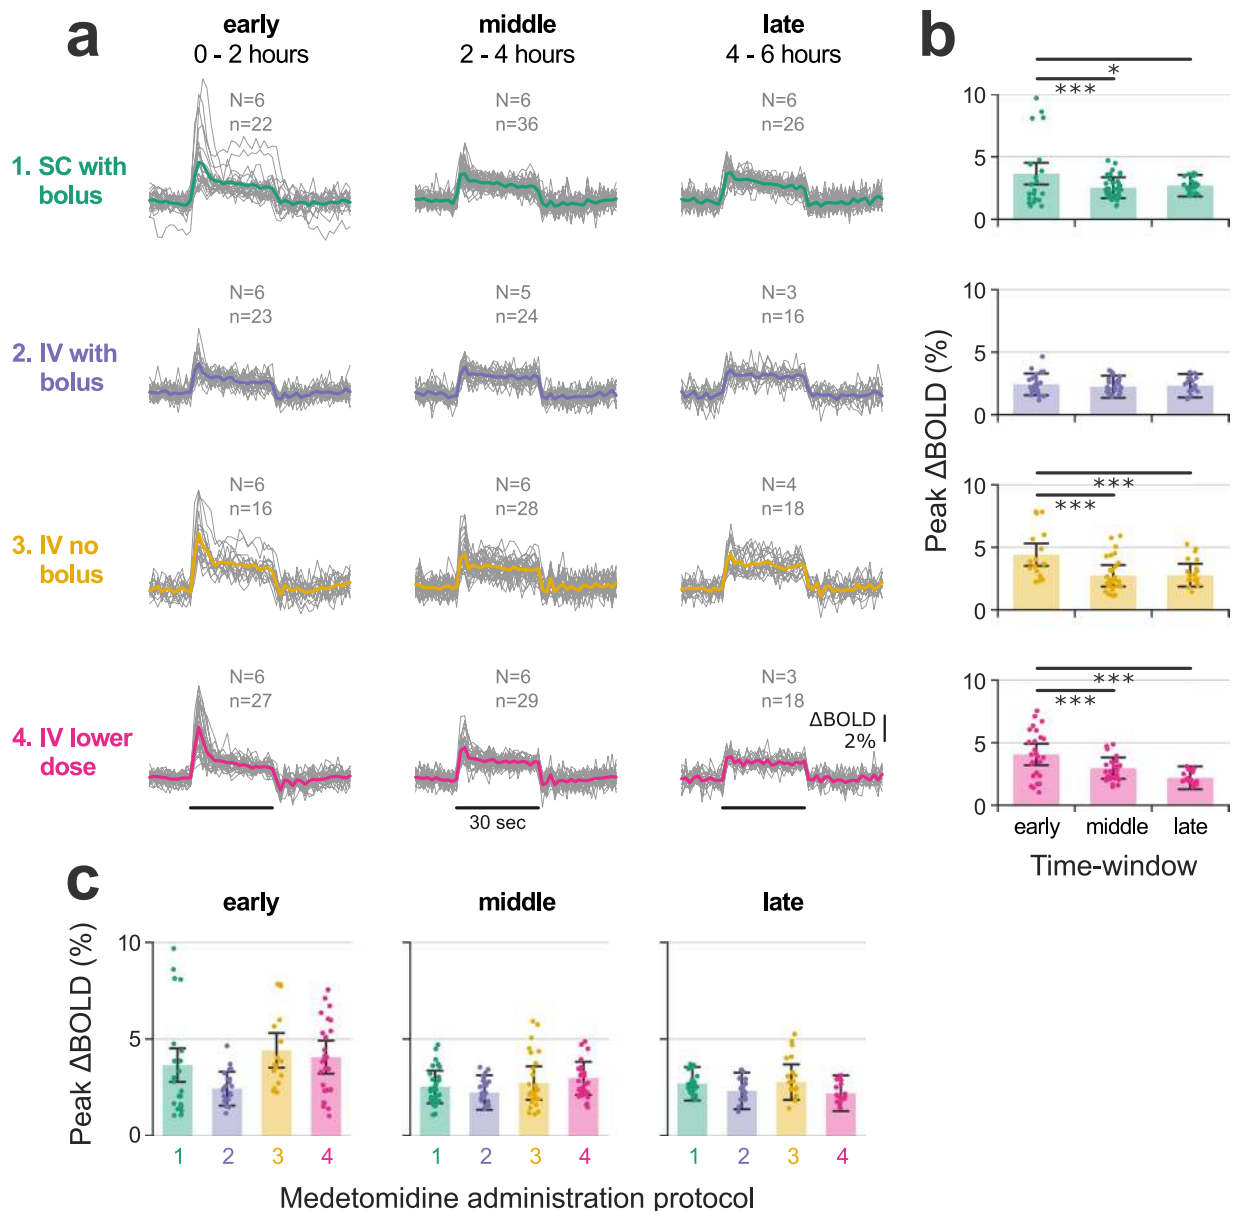 a
early
middle
late
0 - 2 hours
2 - 4 hours
4 - 6 hours
1. SC with
bolus
N=6
n=22
N=6
n=36
N=6
n=26
2. IV with
bolus
N=6
n=23
N=5
n=24
N=3
n=16
3. IV no
bolus
N=6
n=16
N=6
n=28
N=4
n=18
4. IV lower
dose
N=6
n=27
N=6
n=29
N=3
n=18
ΔBOLD
2%
30 sec
b
*
***
10
5
0
10
5
0
***
***
10
5
0
***
***
10
5
0
Peak ΔBOLD (%)
early
middle
late
Time-window
c
early
middle
late
Peak ΔBOLD (%)
10
5
0
1 2 3 4
1 2 3 4
1 2 3 4
Medetomidine administration protocol